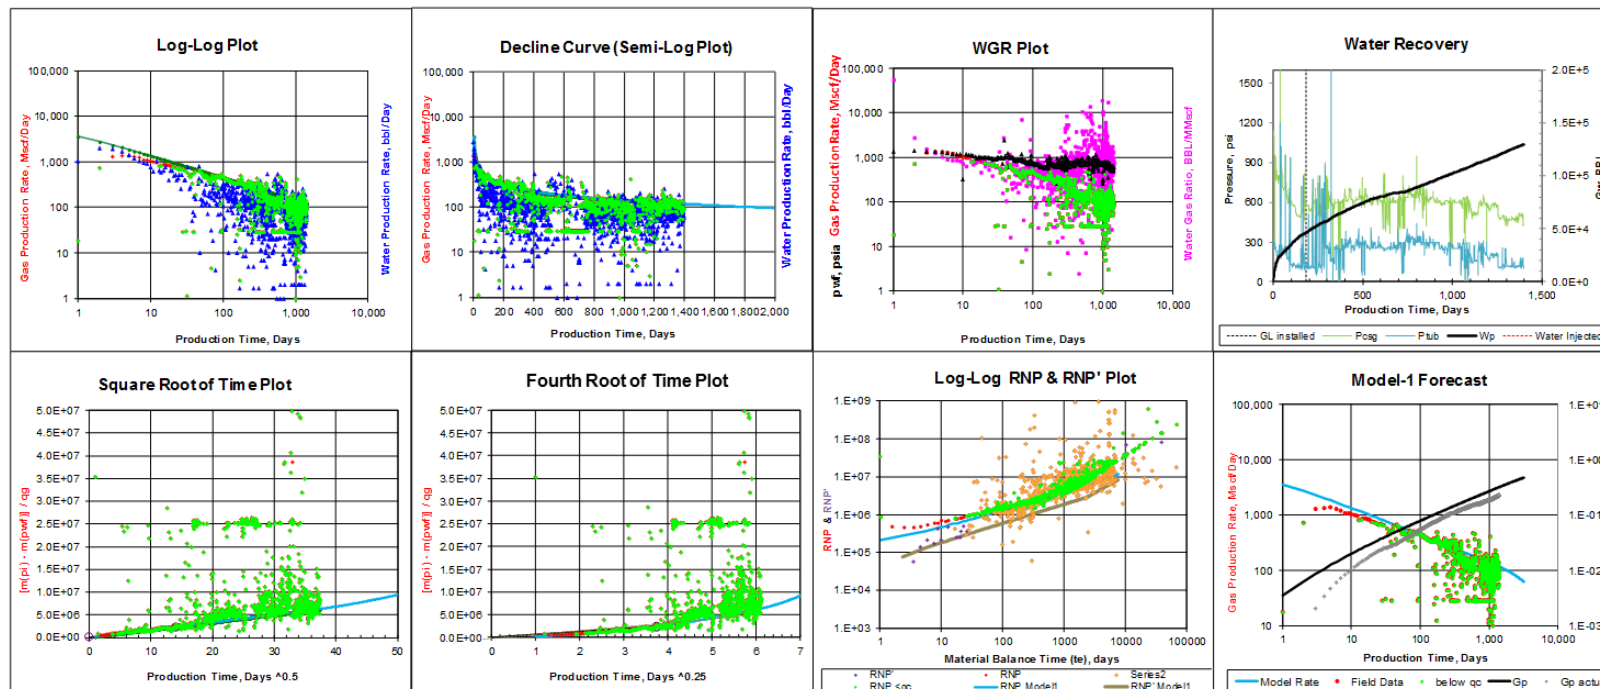 Log-Log Plot
100,000
10,000
1,000
100
10
1
1 10 100 1,000 10,000
Gas Production Rate, Mscf/Day
Water Production Rate, bbl/Day
Production Time, Days
Decline Curve (Semi-Log Plot)
100,000
10,000
1,000
100
10
1
0 200 400 600 800 1,000 1,200 1,400 1,600 1,800 2,000
Gas Production Rate, Mscf/Day
Water Production Rate, bbl/Day
Production Time, Days
WGR Plot
100,000
10,000
1,000
100
10
1
1 10 100 1,000 10,000
pwf, psia Gas Production Rate, Mscf/Day
Water Gas Ratio, BBL/MMscf
Production Time, Days
Water Recovery
1500
1200
900
600
300
0
2.0E+5
1.5E+5
1.0E+5
5.0E+4
0.0E+0
0 500 1,000 1,500
Pressure, psi
Production Time, Days
GL installed Pcsg Ptub Wp Water Injected
Square Root of Time Plot
5.0E+07
4.5E+07
4.0E+07
3.5E+07
3.0E+07
2.5E+07
2.0E+07
1.5E+07
1.0E+07
5.0E+06
0.0E+00
0 10 20 30 40 50
[m(pi) - m(pwf)] / qg
Production Time, Days ^0.5
Fourth Root of Time Plot
5.0E+07
4.5E+07
4.0E+07
3.5E+07
3.0E+07
2.5E+07
2.0E+07
1.5E+07
1.0E+07
5.0E+06
0.0E+00
0 1 2 3 4 5 6 7
[m(pi) - m(pwf)] / qg
Production Time, Days ^0.25
Log-Log RNP & RNP' Plot
1.E+09
1.E+08
1.E+07
1.E+06
1.E+05
1.E+04
1.E+03
1 10 100 1000 10000 100000
RNP & RNP'
Material Balance Time (te), days
RNP' RNP Series2
RNP <qc RNP Model1 RNP' Model1
Model-1 Forecast
100,000
10,000
1,000
100
10
1.E+01
1.E+00
1.E-01
1.E-02
1.E-03
1 10 100 1,000 10,000
Gas Production Rate, Mscf/Day
Production Time, Days
Model Rate Field Data below qc Gp Gp actu